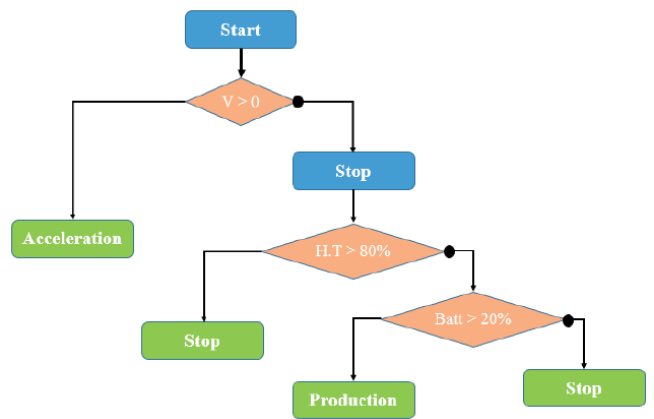 Start
V > 0
Stop
Acceleration
H.T > 80%
Batt > 20%
Stop
Production
Stop